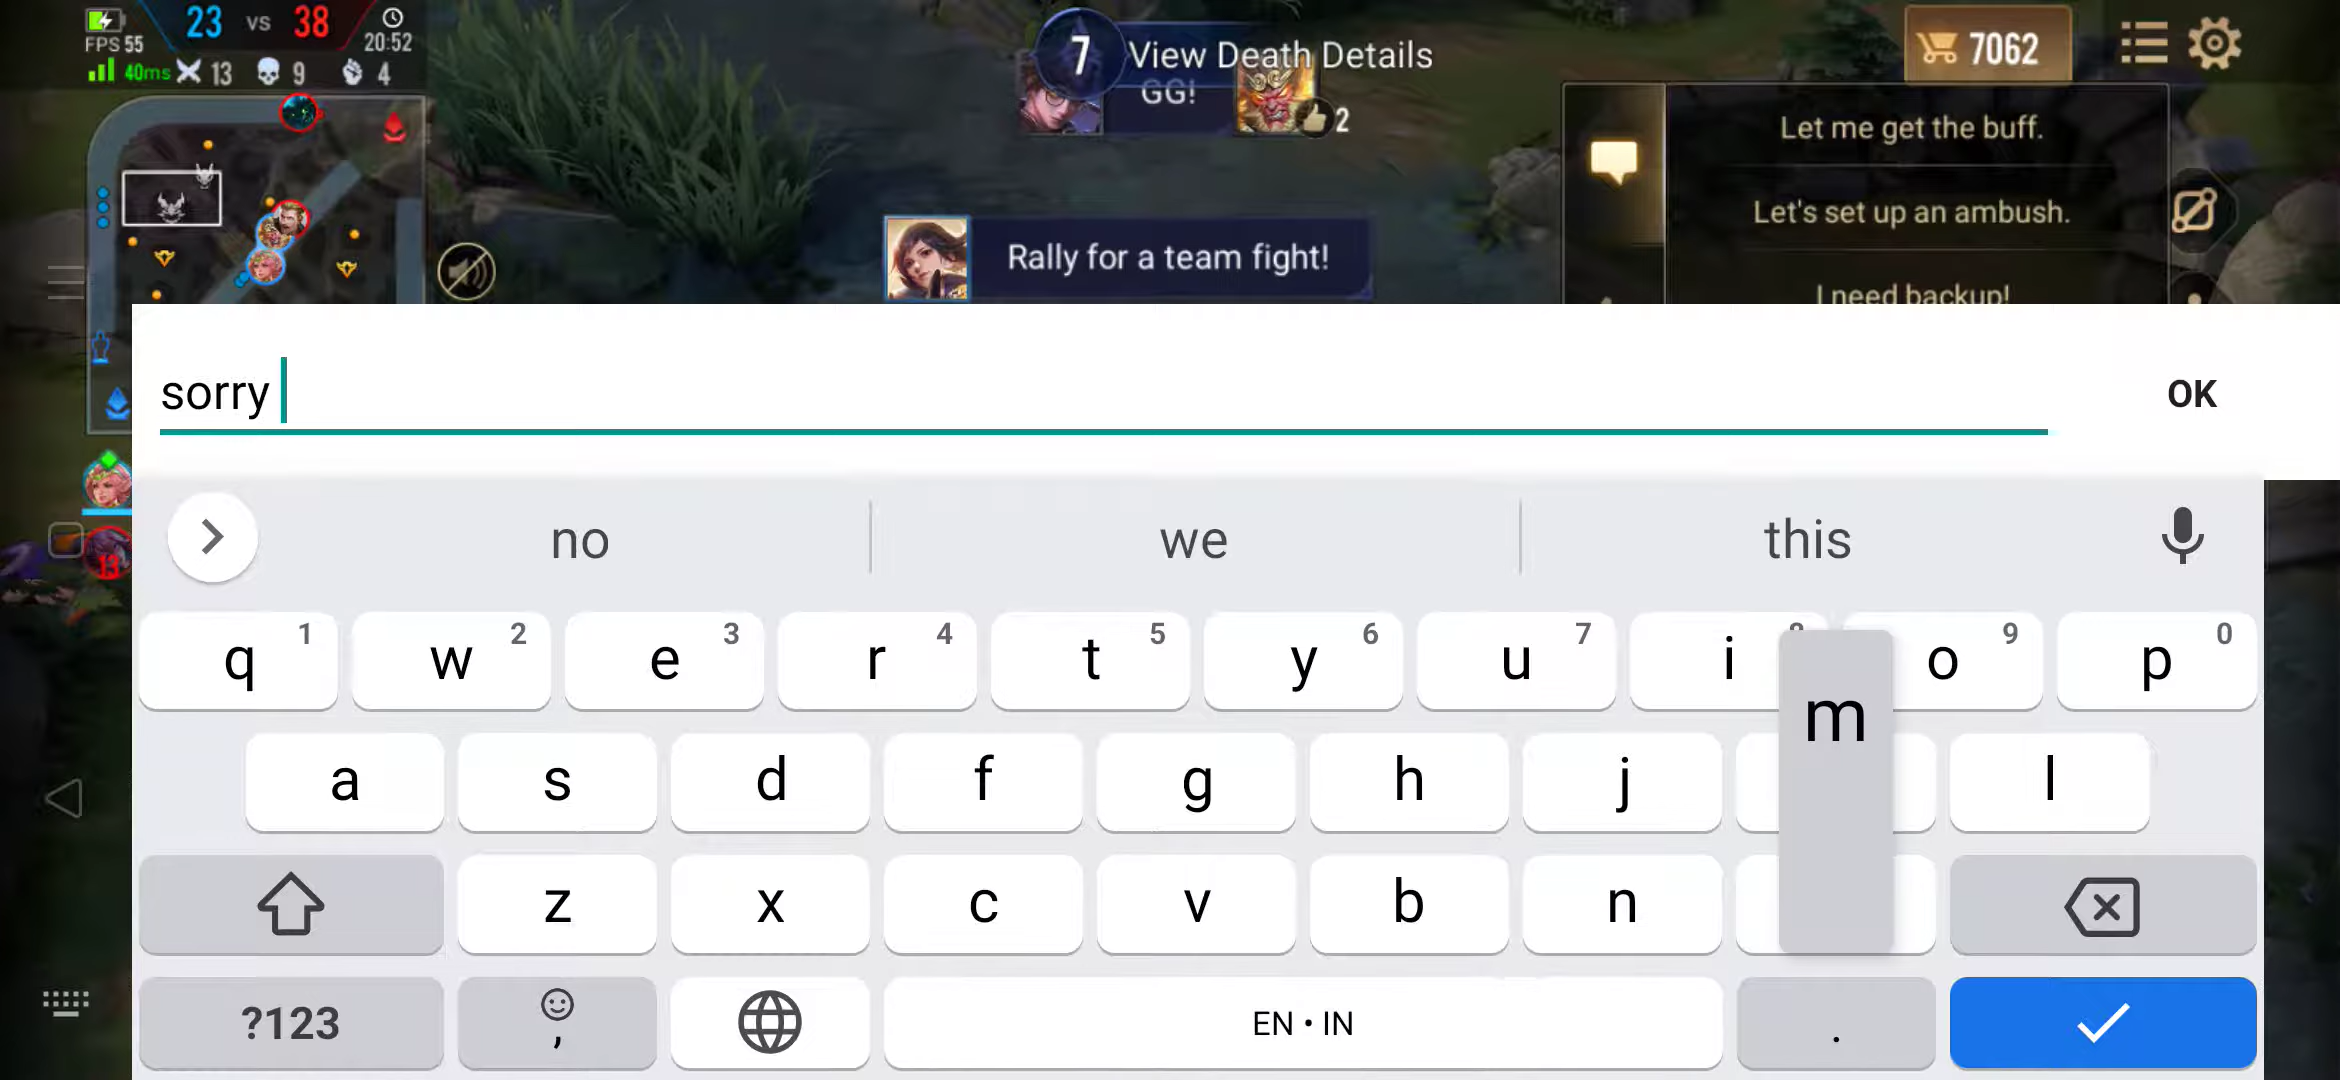 23 vs 38
20:52
FPS 55
40ms 13 9 4
7 View Death Details
GG!
2
7062
Let me get the buff.
Let's set up an ambush.
I need backup!
Rally for a team fight!
13
sorry
OK
no we this
q 1 w 2 e 3 r 4 t 5 y 6 u 7 i o 9 p 0
m
a s d f g h j l
z x c v b n
?123 , EN • IN .